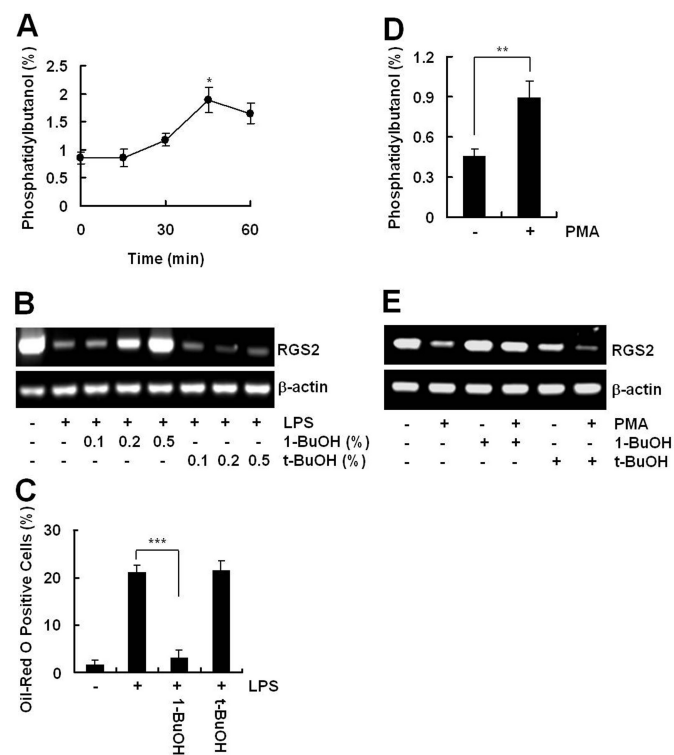 A
Phosphatidylbutanol (%)
2.5
2
1.5
1
0.5
0
*
0 30 60
Time (min)
D
Phosphatidylbutanol (%)
1.2
0.9
0.6
0.3
0
**
- + PMA
B
RGS2
β-actin
- + + + + + + + LPS
- - 0.1 0.2 0.5 - - - 1-BuOH (%)
- - - - - 0.1 0.2 0.5 t-BuOH (%)
E
RGS2
β-actin
- + - + - + PMA
- - + + - - 1-BuOH
- - - - + + t-BuOH
C
Oil-Red O Positive Cells (%)
30
20
10
0
***
- + + + LPS
1-BuOH
t-BuOH